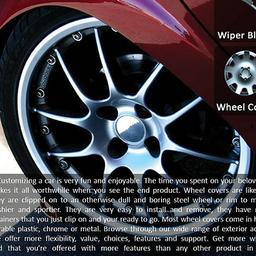 Wiper Bl
Wheel Co
Customizing a car is very fun and enjoyable. The time you spent on your belov
kes it all worthwhile when you see the end product. Wheel covers are like
ey are clipped on to an otherwise dull and boring steel wheel or rim to m
shier and sportier. They are very easy to install and remove, they have r
tainers that you just clip on and your ready to go. Most wheel covers come in h
rable plastic, chrome or metal. Browse through our wide range of exterior ac
e offer more flexibility, value, choices, features and support. Get more w
d that you're offered with more features than any other product in